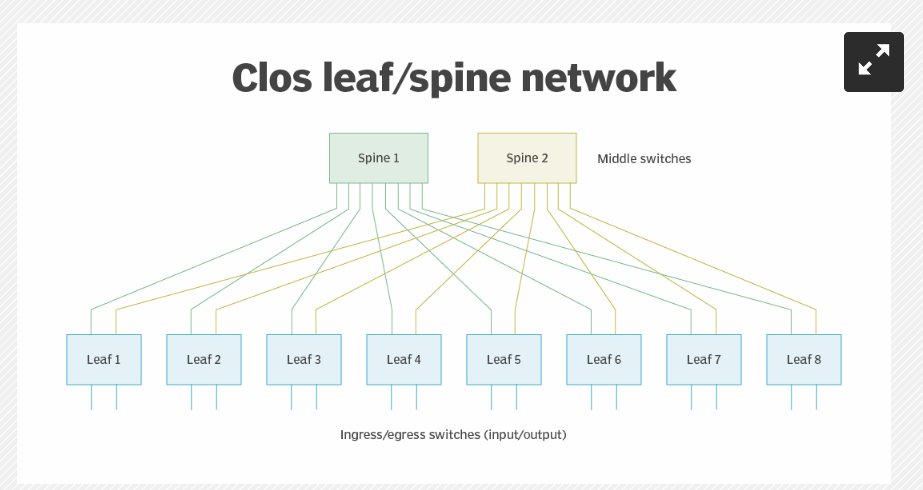 Clos leaf/spine network
Spine 1
Spine 2
Middle switches
Leaf 1
Leaf 2
Leaf 3
Leaf 4
Leaf 5
Leaf 6
Leaf 7
Leaf 8
Ingress/egress switches (input/output)